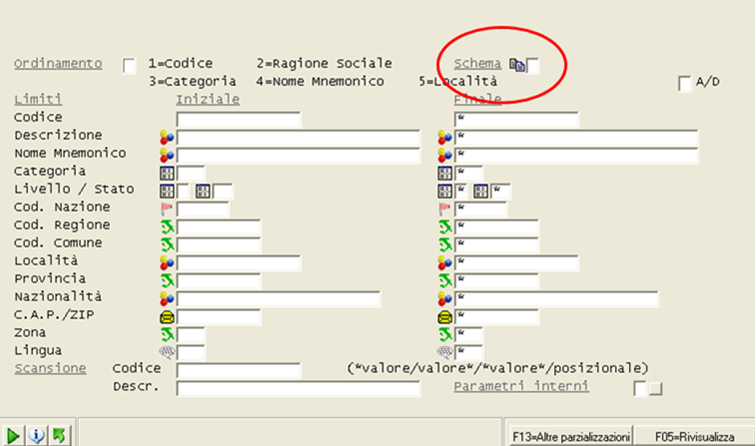 Ordinamento 1=Codice 2=Ragione Sociale Schema
3=Categoria 4=Nome Mnemonico 5=Località A/D
Limiti Iniziale Finale
Codice *
Descrizione *
Nome Mnemonico *
Categoria *
Livello / Stato * *
Cod. Nazione *
Cod. Regione *
Cod. Comune *
Località *
Provincia *
Nazionalità *
C.A.P./ZIP *
Zona *
Lingua *
Scansione Codice (*valore/valore*/*valore*/posizionale)
Descr. Parametri interni
F13=Altre parzializzazioni F05=Rivisualizza